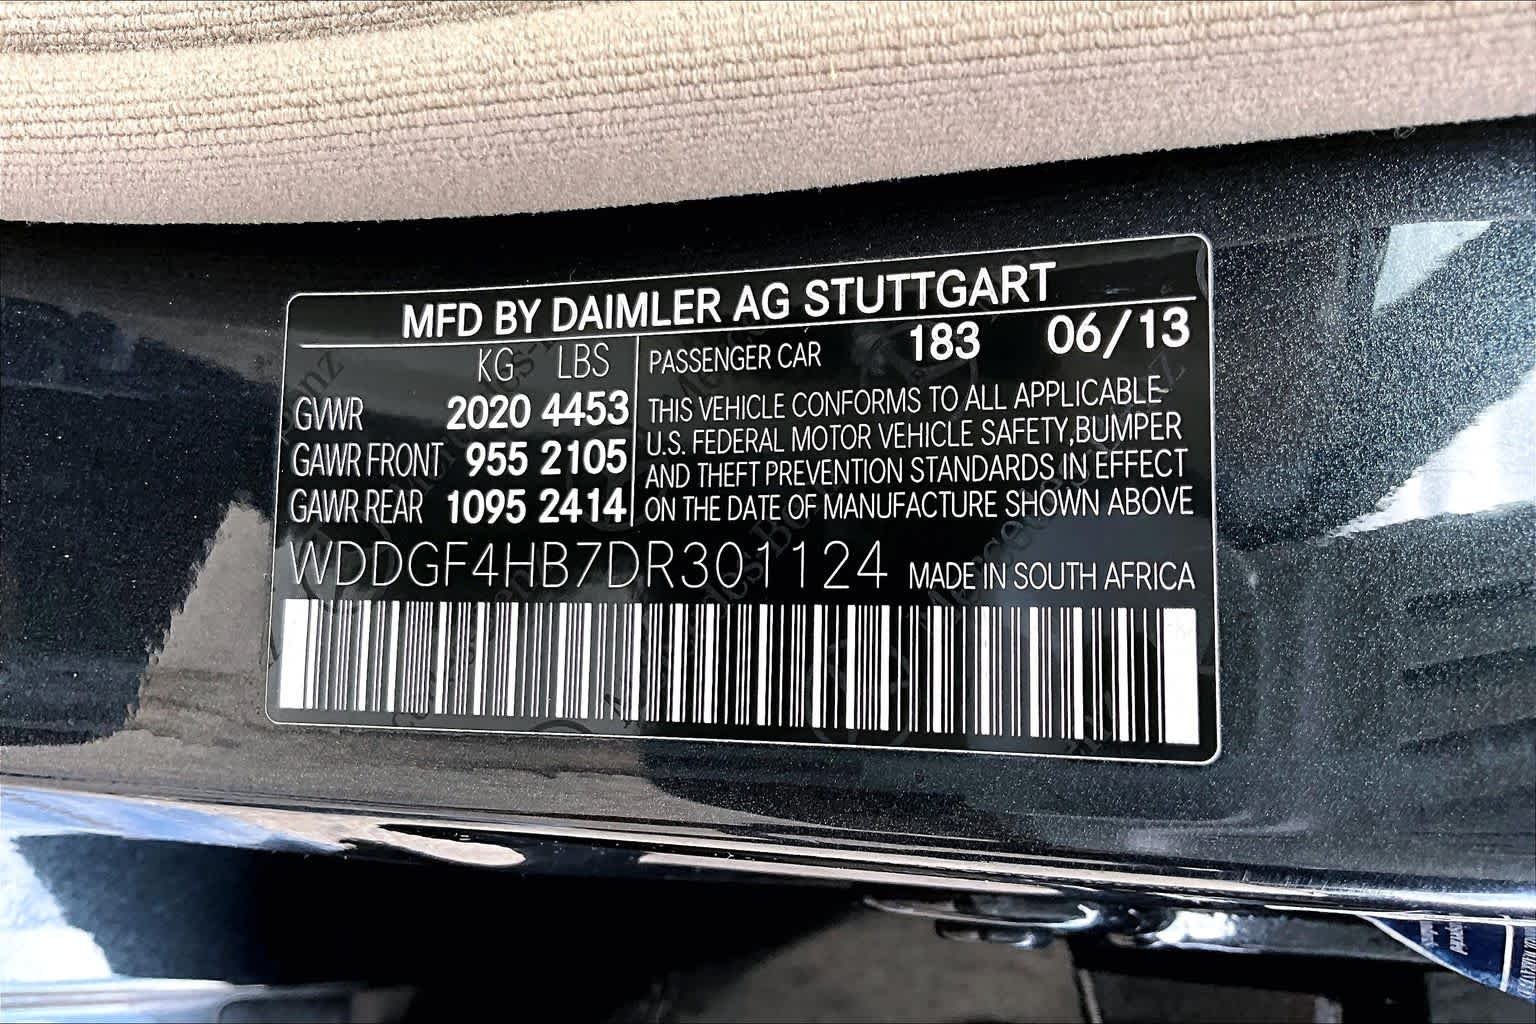 MFD BY DAIMLER AG STUTTGART
KG LBS
GVWR 2020 4453
GAWR FRONT 955 2105
GAWR REAR 1095 2414
PASSENGER CAR 183 06/13
THIS VEHICLE CONFORMS TO ALL APPLICABLE
U.S. FEDERAL MOTOR VEHICLE SAFETY,BUMPER
AND THEFT PREVENTION STANDARDS IN EFFECT
ON THE DATE OF MANUFACTURE SHOWN ABOVE
WDDGF4HB7DR301124 MADE IN SOUTH AFRICA